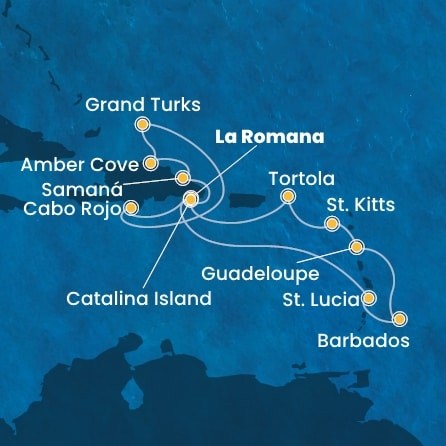 Grand Turks
La Romana
Amber Cove
Samaná
Tortola
Cabo Rojo
St. Kitts
Guadeloupe
Catalina Island
St. Lucia
Barbados